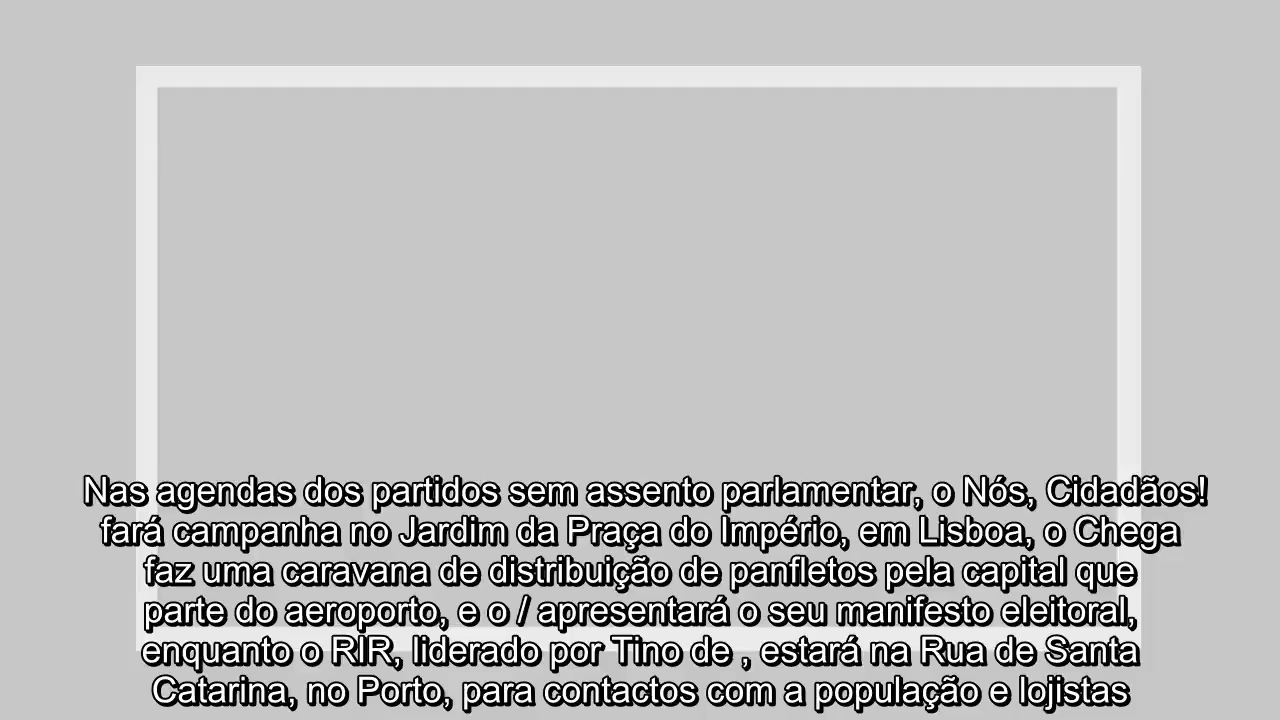 Nas agendas dos partidos sem assento parlamentar, o Nós, Cidadãos!
fará campanha no Jardim da Praça do Império, em Lisboa, o Chega
faz uma caravana de distribuição de panfletos pela capital que
parte do aeroporto, e o / apresentará o seu manifesto eleitoral,
enquanto o RIR, liderado por Tino de , estará na Rua de Santa
Catarina, no Porto, para contactos com a população e lojistas